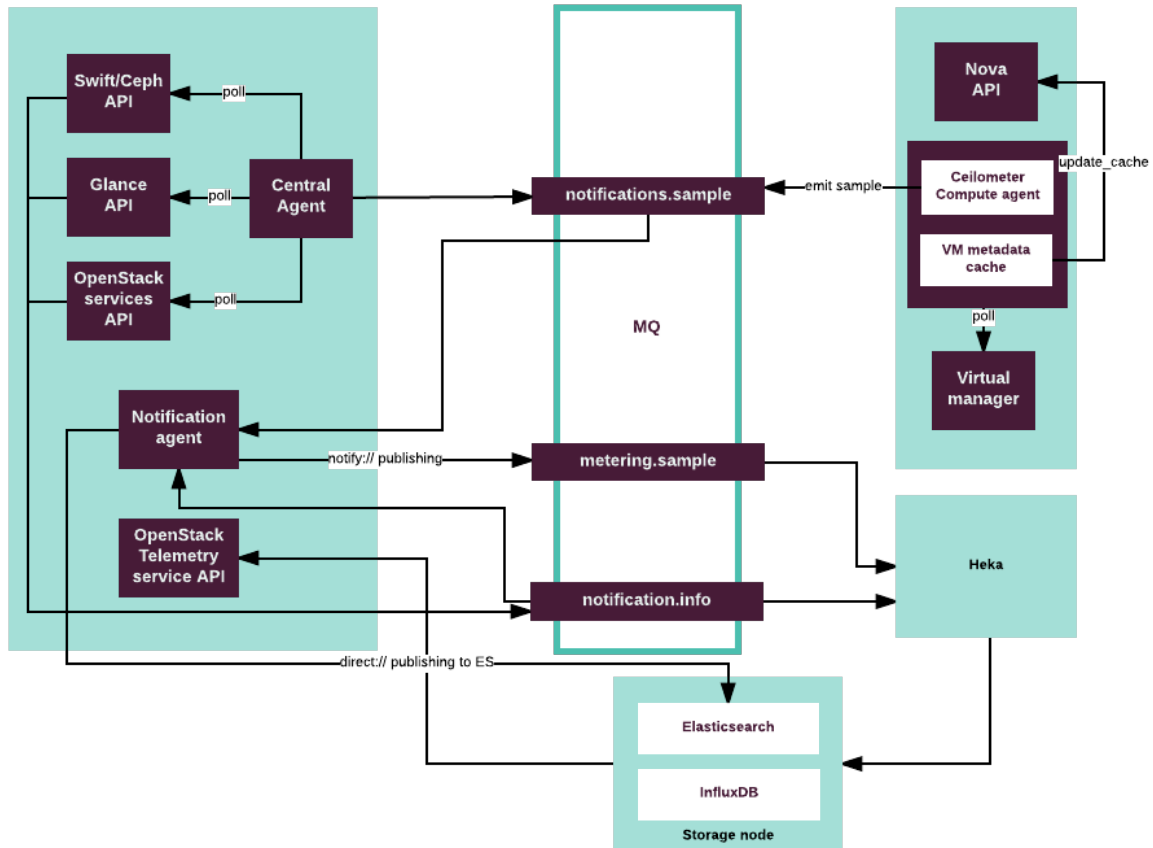 Swift/Ceph
API
poll
Glance
API
poll
Central
Agent
OpenStack
services
API
poll
Notification
agent
notify:// publishing
OpenStack
Telemetry
service API
direct:// publishing to ES
notifications.sample
MQ
metering.sample
notification.info
emit sample
Nova
API
update_cache
Ceilometer
Compute agent
VM metadata
cache
poll
Virtual
manager
Heka
Elasticsearch
InfluxDB
Storage node